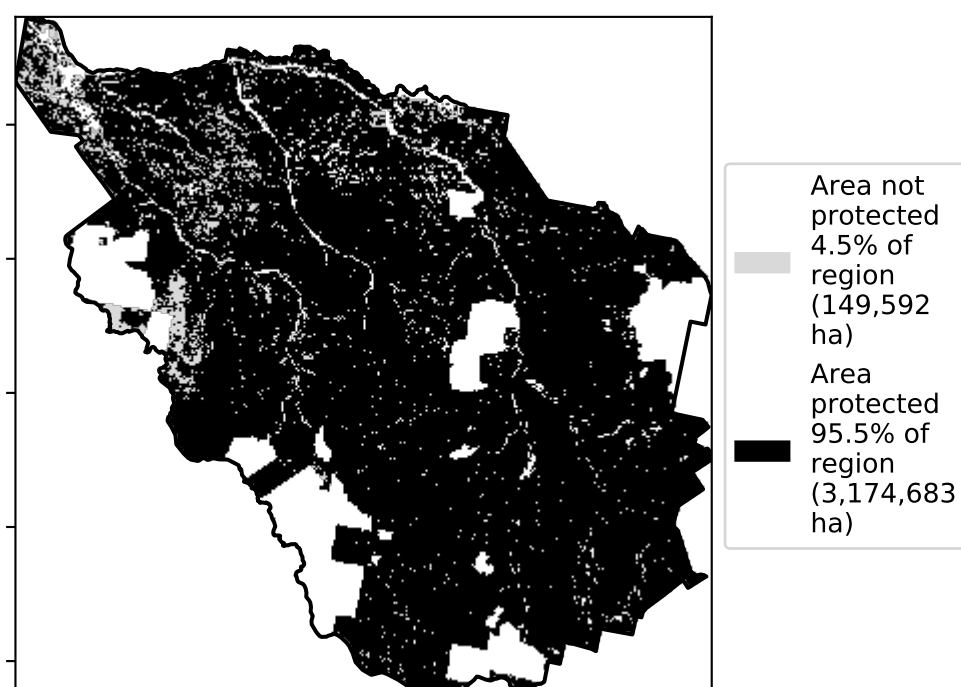 Area not
protected
4.5% of
region
(149,592
ha)
Area
protected
95.5% of
region
(3,174,683
ha)